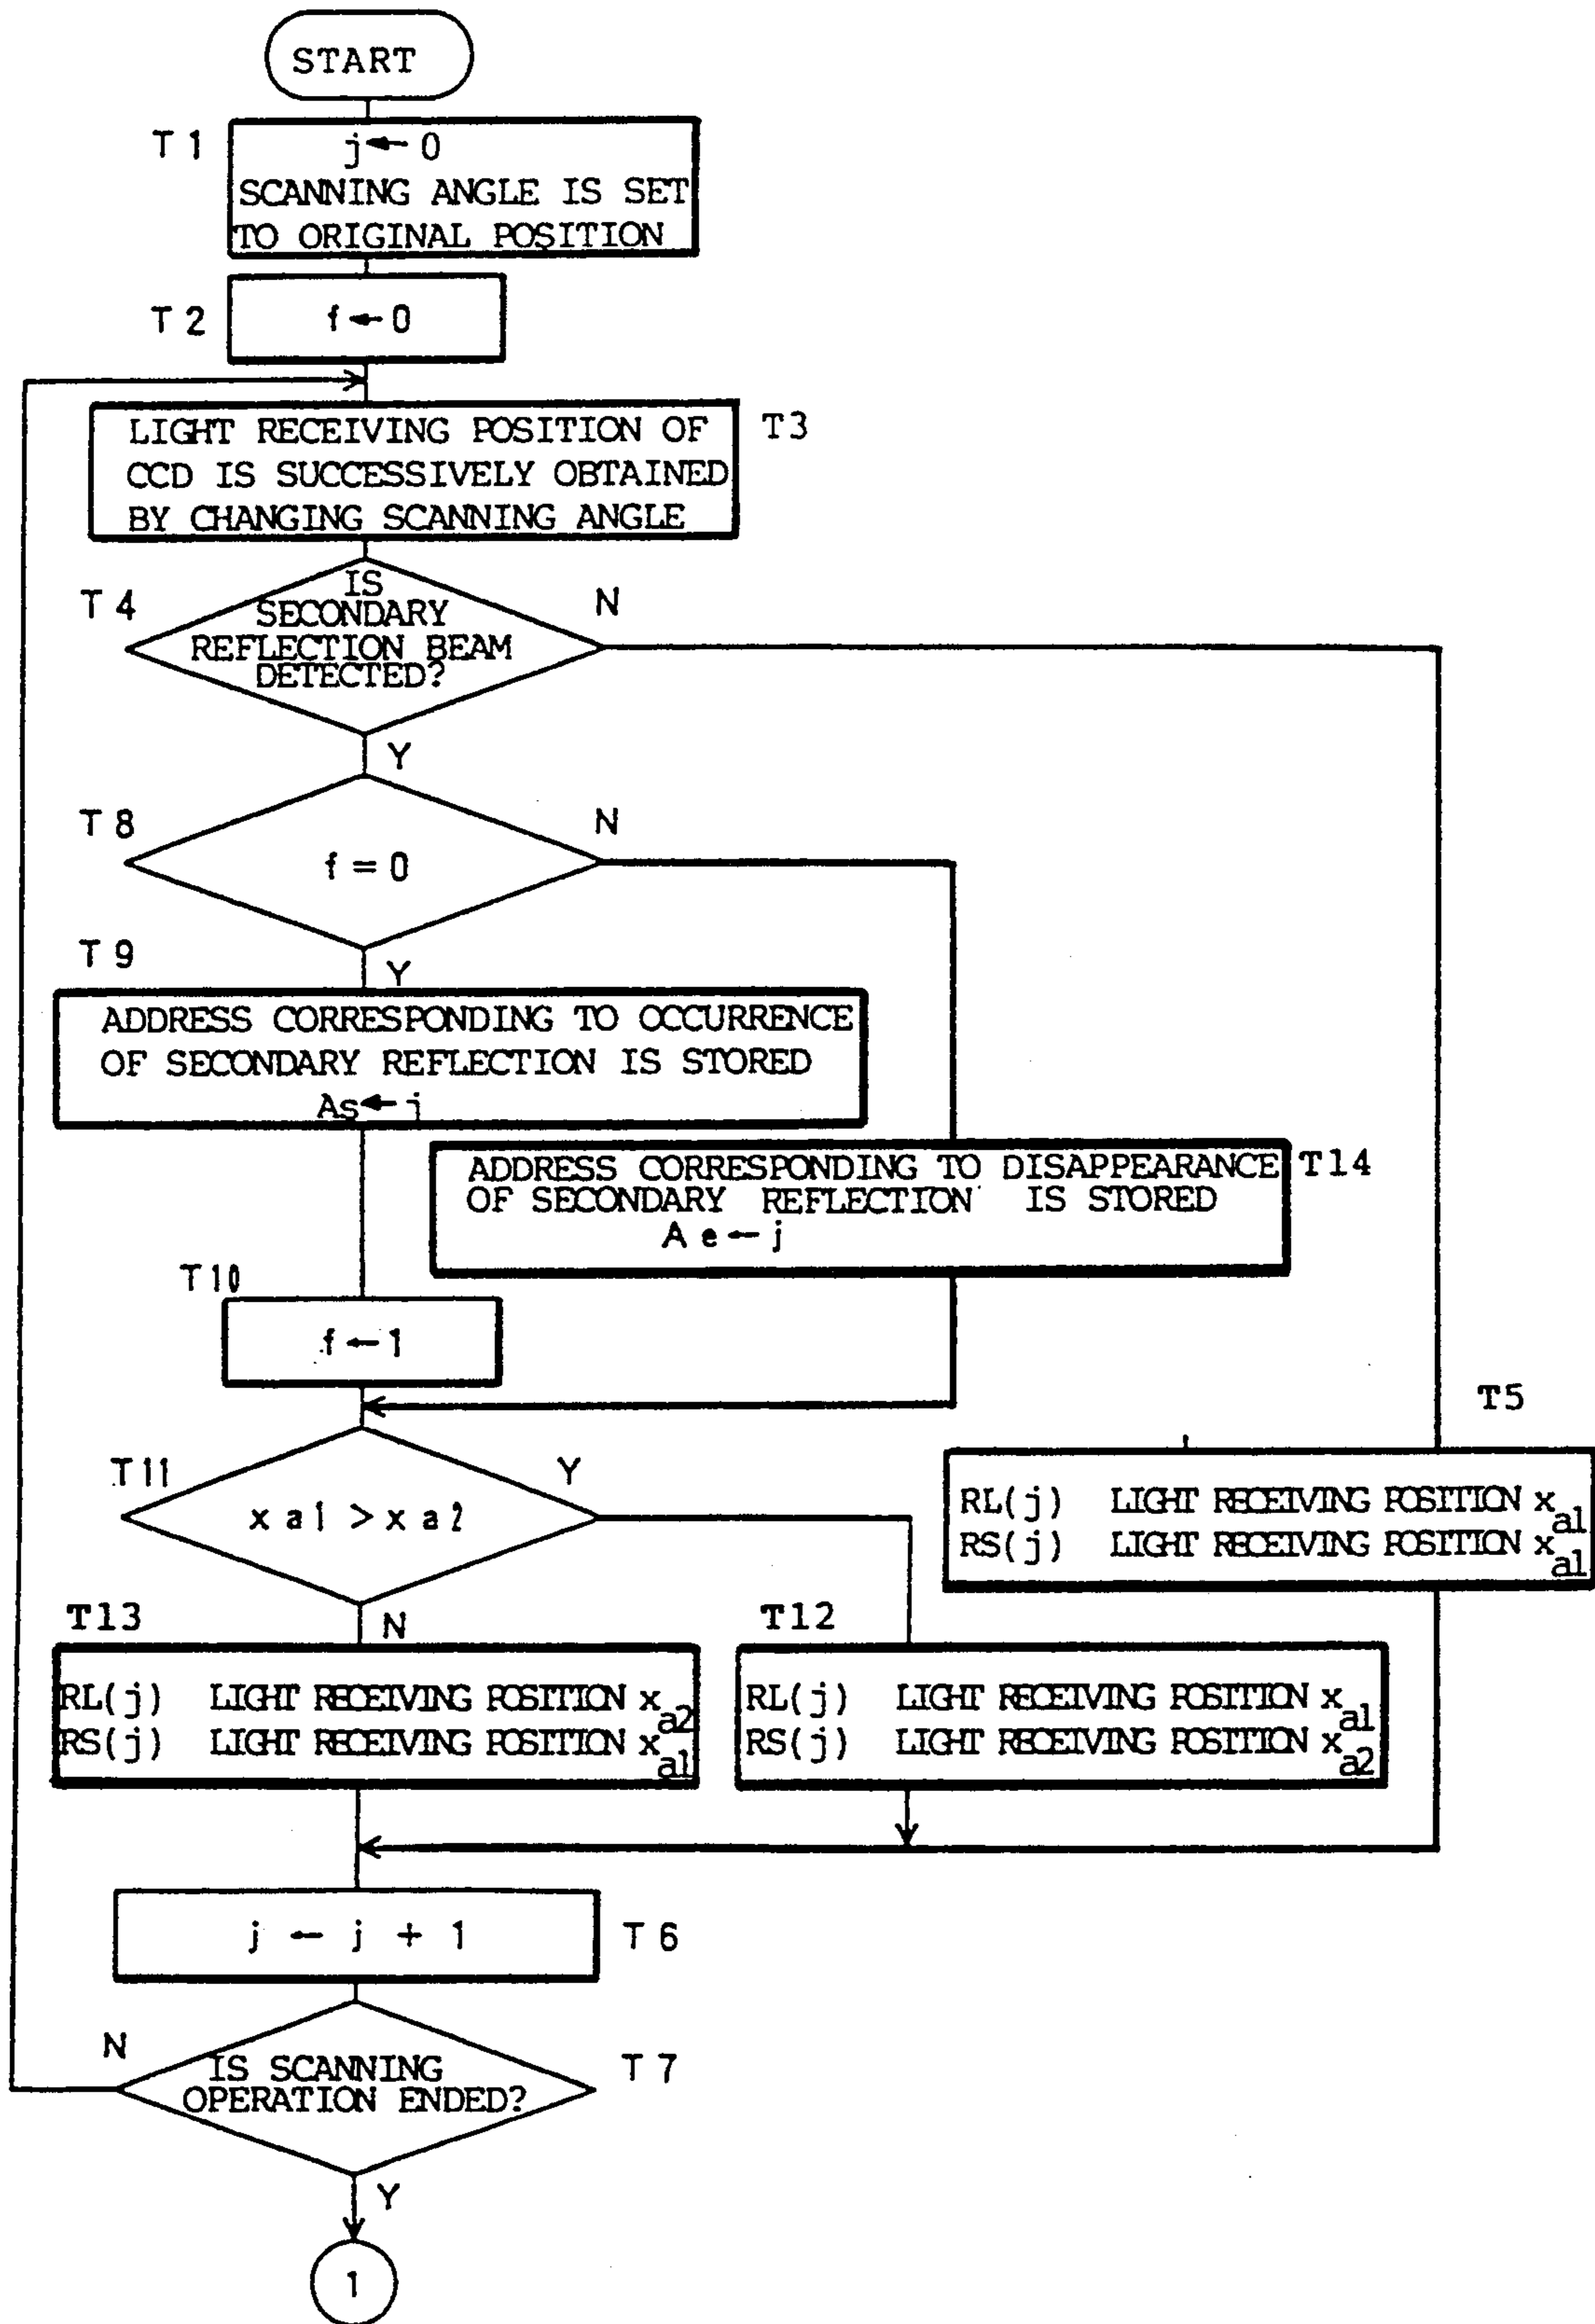 START
T1
j←0
SCANNING ANGLE IS SET
TO ORIGINAL POSITION
T2
f←0
LIGHT RECEIVING POSITION OF
CCD IS SUCCESSIVELY OBTAINED
BY CHANGING SCANNING ANGLE
T3
T4
IS
SECONDARY
REFLECTION BEAM
DETECTED?
N
Y
T8
f=0
N
Y
T9
ADDRESS CORRESPONDING TO OCCURRENCE
OF SECONDARY REFLECTION IS STORED
As←j
ADDRESS CORRESPONDING TO DISAPPEARANCE
OF SECONDARY REFLECTION IS STORED
Ae←j
T14
T10
f←1
T11
xa1>xa2
Y
N
T5
RL(j) LIGHT RECEIVING POSITION xa1
RS(j) LIGHT RECEIVING POSITION xa1
T13
RL(j) LIGHT RECEIVING POSITION xa2
RS(j) LIGHT RECEIVING POSITION xa1
T12
RL(j) LIGHT RECEIVING POSITION xa1
RS(j) LIGHT RECEIVING POSITION xa2
j←j+1
T6
N
IS SCANNING
OPERATION ENDED?
T7
Y
1